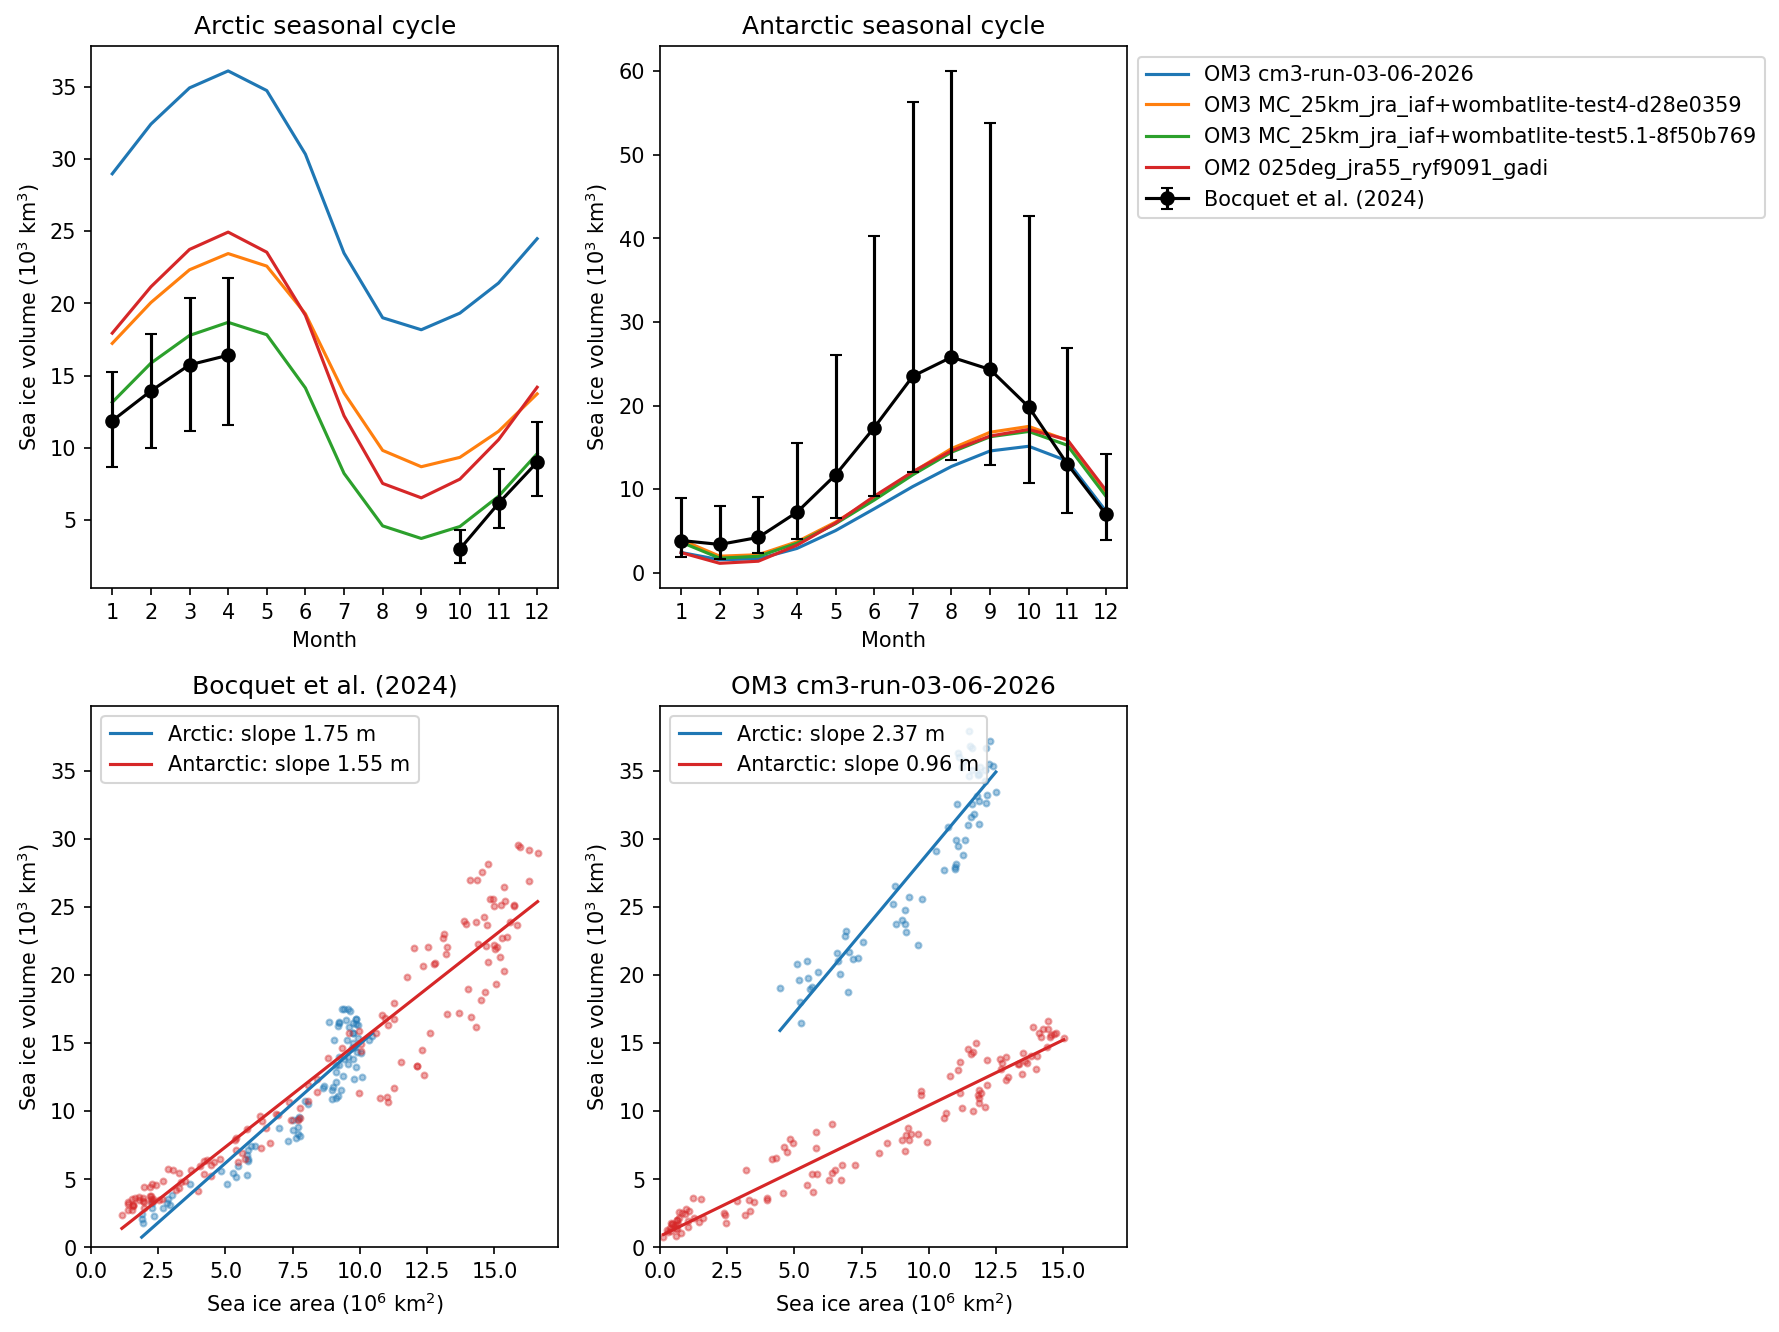 Arctic seasonal cycle
Sea ice volume (10³ km³)
35
30
25
20
15
10
5
1 2 3 4 5 6 7 8 9 10 11 12
Month
Antarctic seasonal cycle
Sea ice volume (10³ km³)
60
50
40
30
20
10
0
1 2 3 4 5 6 7 8 9 10 11 12
Month
OM3 cm3-run-03-06-2026
OM3 MC_25km_jra_iaf+wombatlite-test4-d28e0359
OM3 MC_25km_jra_iaf+wombatlite-test5.1-8f50b769
OM2 025deg_jra55_ryf9091_gadi
Bocquet et al. (2024)
Bocquet et al. (2024)
Arctic: slope 1.75 m
Antarctic: slope 1.55 m
Sea ice volume (10³ km³)
35
30
25
20
15
10
5
0
0.0 2.5 5.0 7.5 10.0 12.5 15.0
Sea ice area (10⁶ km²)
OM3 cm3-run-03-06-2026
Arctic: slope 2.37 m
Antarctic: slope 0.96 m
Sea ice volume (10³ km³)
35
30
25
20
15
10
5
0
0.0 2.5 5.0 7.5 10.0 12.5 15.0
Sea ice area (10⁶ km²)